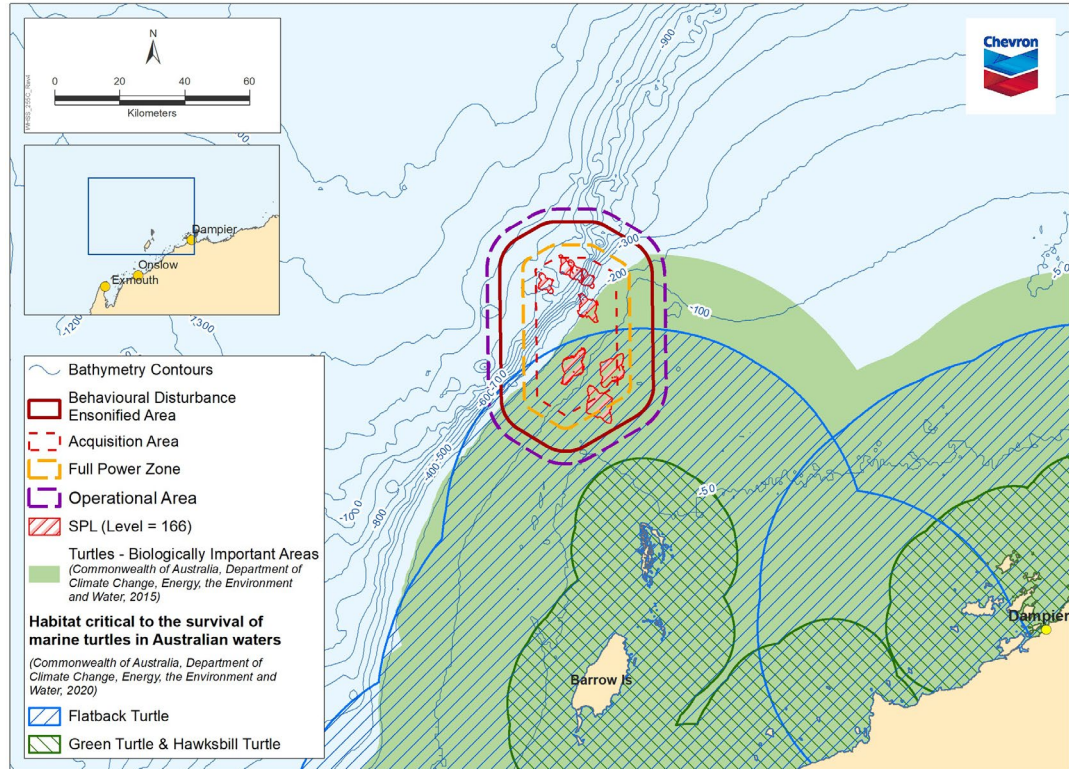 N
0 20 40 60
Kilometers
WHBS_255C_Rev4
Chevron
Dampier
Onslow
Exmouth
Bathymetry Contours
Behavioural Disturbance
Ensonified Area
Acquisition Area
Full Power Zone
Operational Area
SPL (Level = 166)
Turtles - Biologically Important Areas
(Commonwealth of Australia, Department of
Climate Change, Energy, the Environment
and Water, 2015)
Habitat critical to the survival of
marine turtles in Australian waters
(Commonwealth of Australia, Department of
Climate Change, Energy, the Environment and
Water, 2020)
Flatback Turtle
Green Turtle & Hawksbill Turtle
-900
-300
-200
-100
-50
-1200
-400
-500
-800
-50
Barrow Is
Dampier